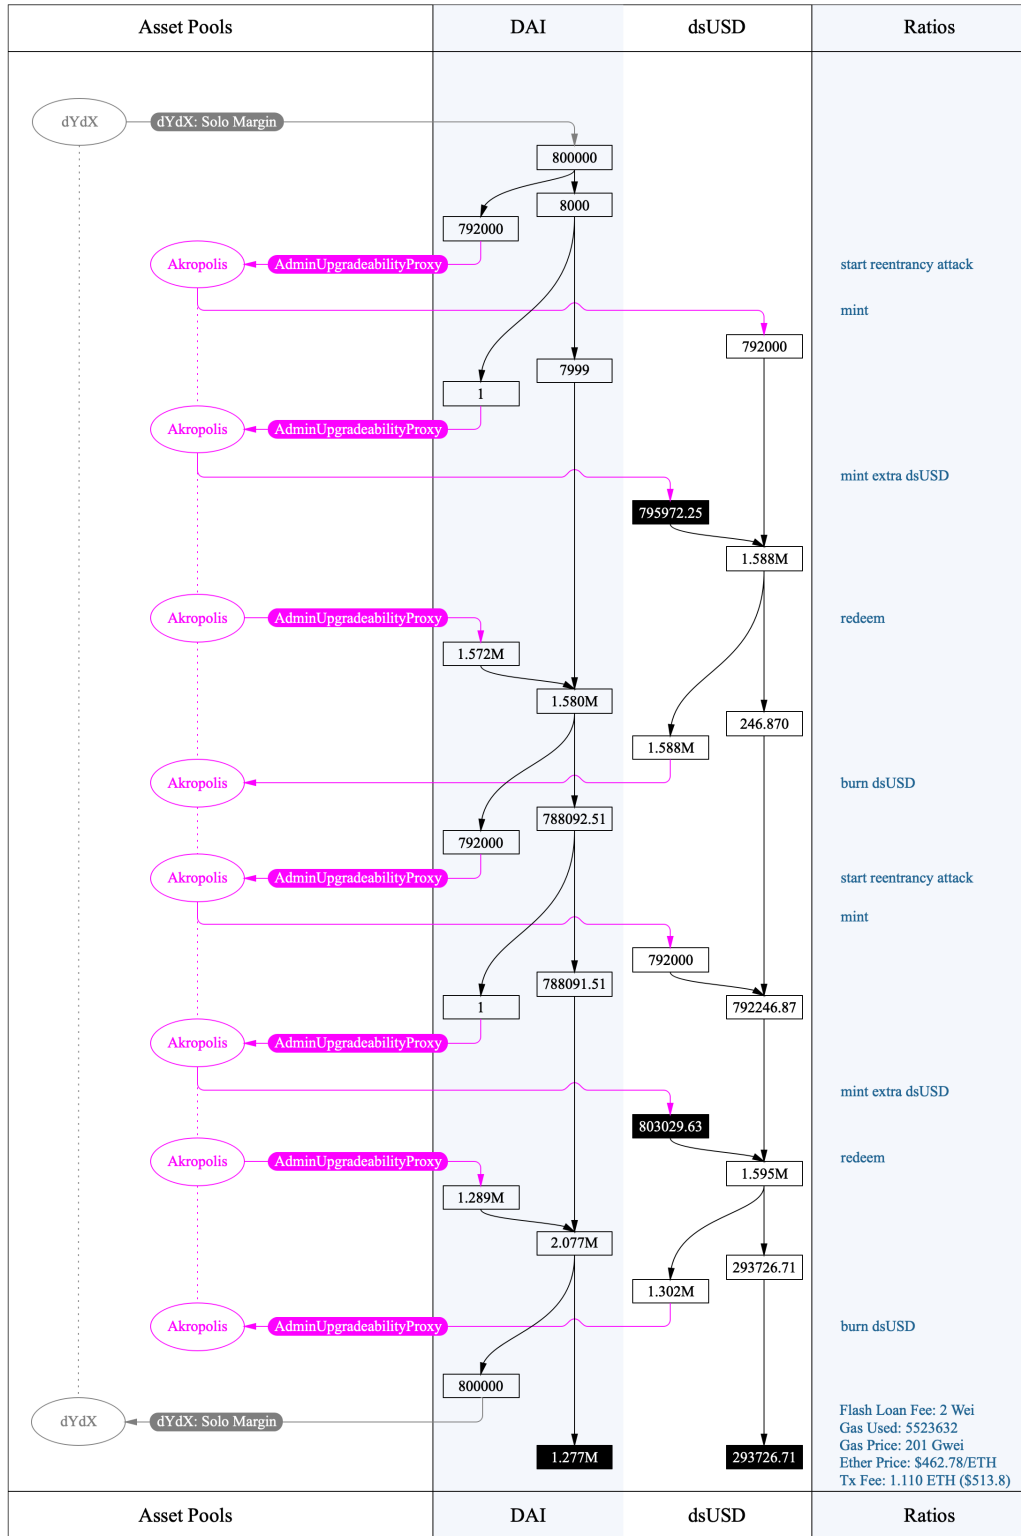 Asset Pools DAI dsUSD Ratios
dYdX dYdX: Solo Margin
800000
8000
792000
Akropolis AdminUpgradeabilityProxy start reentrancy attack
mint
792000
7999
1
Akropolis AdminUpgradeabilityProxy
mint extra dsUSD
795972.25
1.588M
Akropolis AdminUpgradeabilityProxy redeem
1.572M
1.580M
246.870
1.588M
Akropolis burn dsUSD
788092.51
792000
Akropolis AdminUpgradeabilityProxy start reentrancy attack
mint
792000
788091.51
1 792246.87
Akropolis AdminUpgradeabilityProxy
mint extra dsUSD
803029.63
Akropolis AdminUpgradeabilityProxy redeem
1.595M
1.289M
2.077M
293726.71
1.302M
Akropolis AdminUpgradeabilityProxy burn dsUSD
800000
dYdX dYdX: Solo Margin
Flash Loan Fee: 2 Wei
Gas Used: 5523632
Gas Price: 201 Gwei
1.277M 293726.71
Ether Price: $462.78/ETH
Tx Fee: 1.110 ETH ($513.8)
Asset Pools DAI dsUSD Ratios